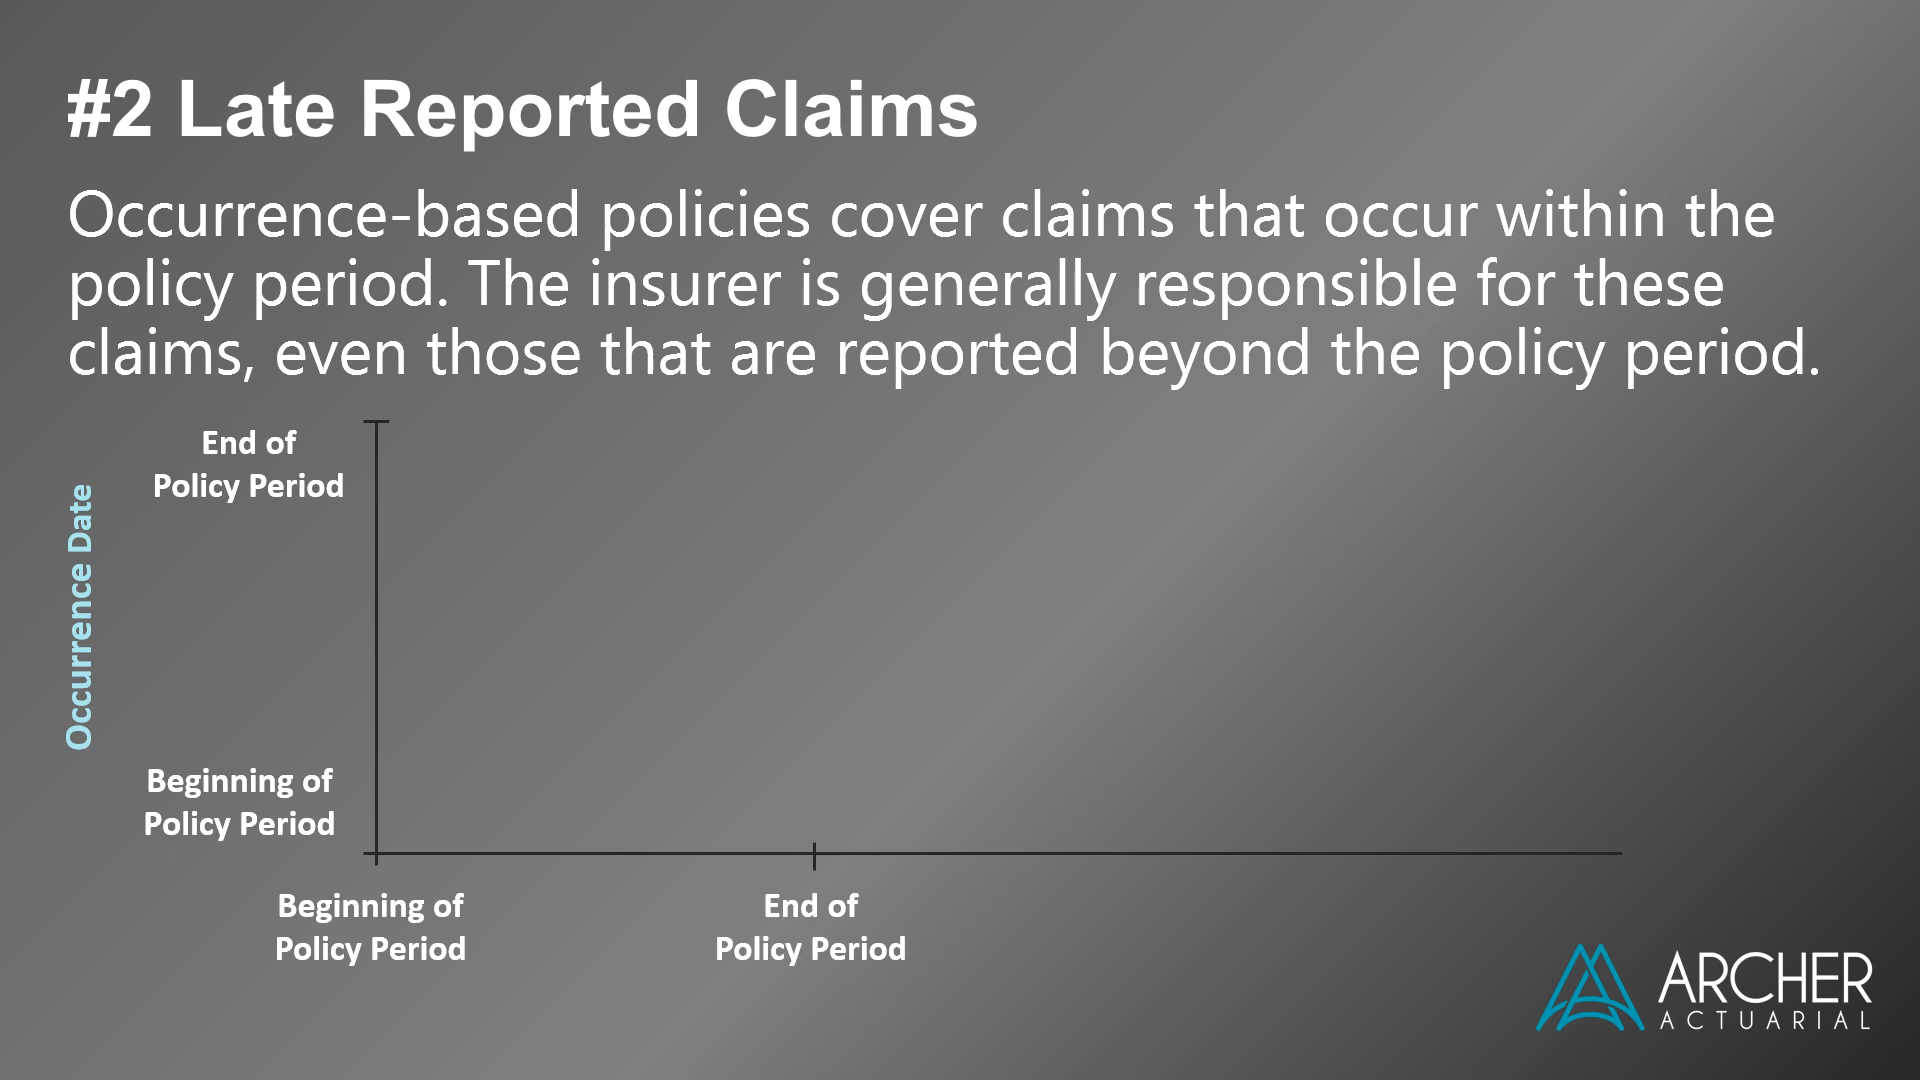 #2 Late Reported Claims
Occurrence-based policies cover claims that occur within the
policy period. The insurer is generally responsible for these
claims, even those that are reported beyond the policy period.
End of
Policy Period
Occurrence Date
Beginning of
Policy Period
Beginning of
Policy Period
End of
Policy Period
ARCHER
ACTUARIAL